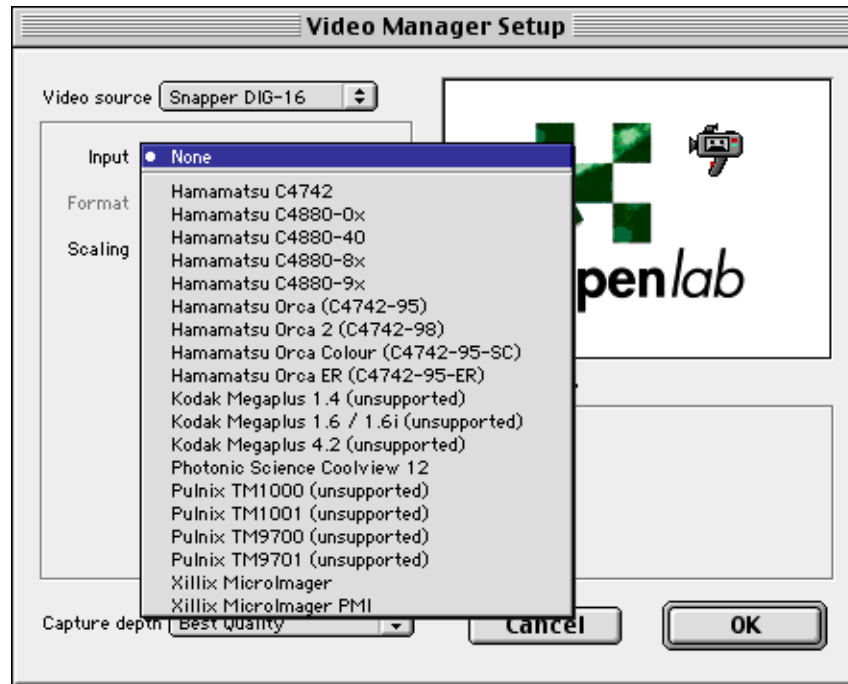 Video Manager Setup
Video source Snapper DIG-16
Input None
Format
Scaling
Hamamatsu C4742
Hamamatsu C4880-0x
Hamamatsu C4880-40
Hamamatsu C4880-8x
Hamamatsu C4880-9x
Hamamatsu Orca (C4742-95)
Hamamatsu Orca 2 (C4742-98)
Hamamatsu Orca Colour (C4742-95-SC)
Hamamatsu Orca ER (C4742-95-ER)
Kodak Megaplus 1.4 (unsupported)
Kodak Megaplus 1.6 / 1.6i (unsupported)
Kodak Megaplus 4.2 (unsupported)
Photonic Science Coolview 12
Pulnix TM1000 (unsupported)
Pulnix TM1001 (unsupported)
Pulnix TM9700 (unsupported)
Pulnix TM9701 (unsupported)
Xillix MicroImager
Xillix MicroImager PMI
penlab
Capture depth Best Quality
Cancel
OK